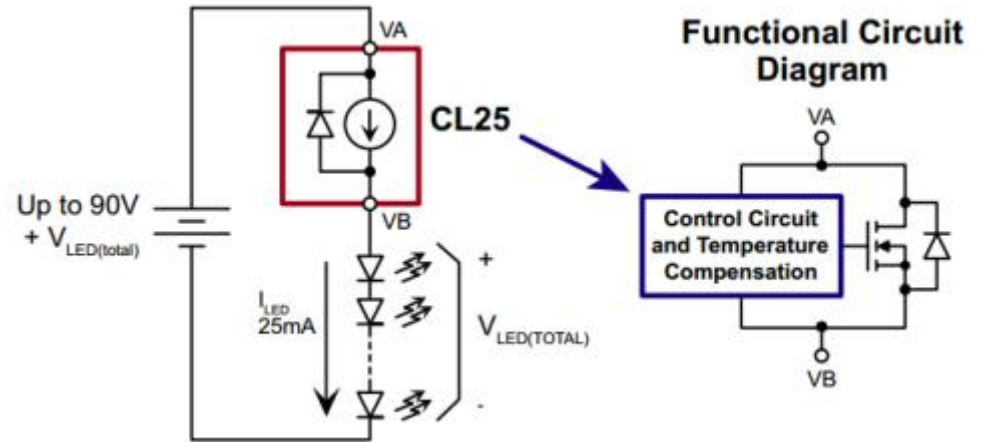 VA
CL25
VB
Up to 90V
+ VLED(total)
ILED
25mA
+
VLED(TOTAL)
-
Functional Circuit
Diagram
VA
Control Circuit
and Temperature
Compensation
VB